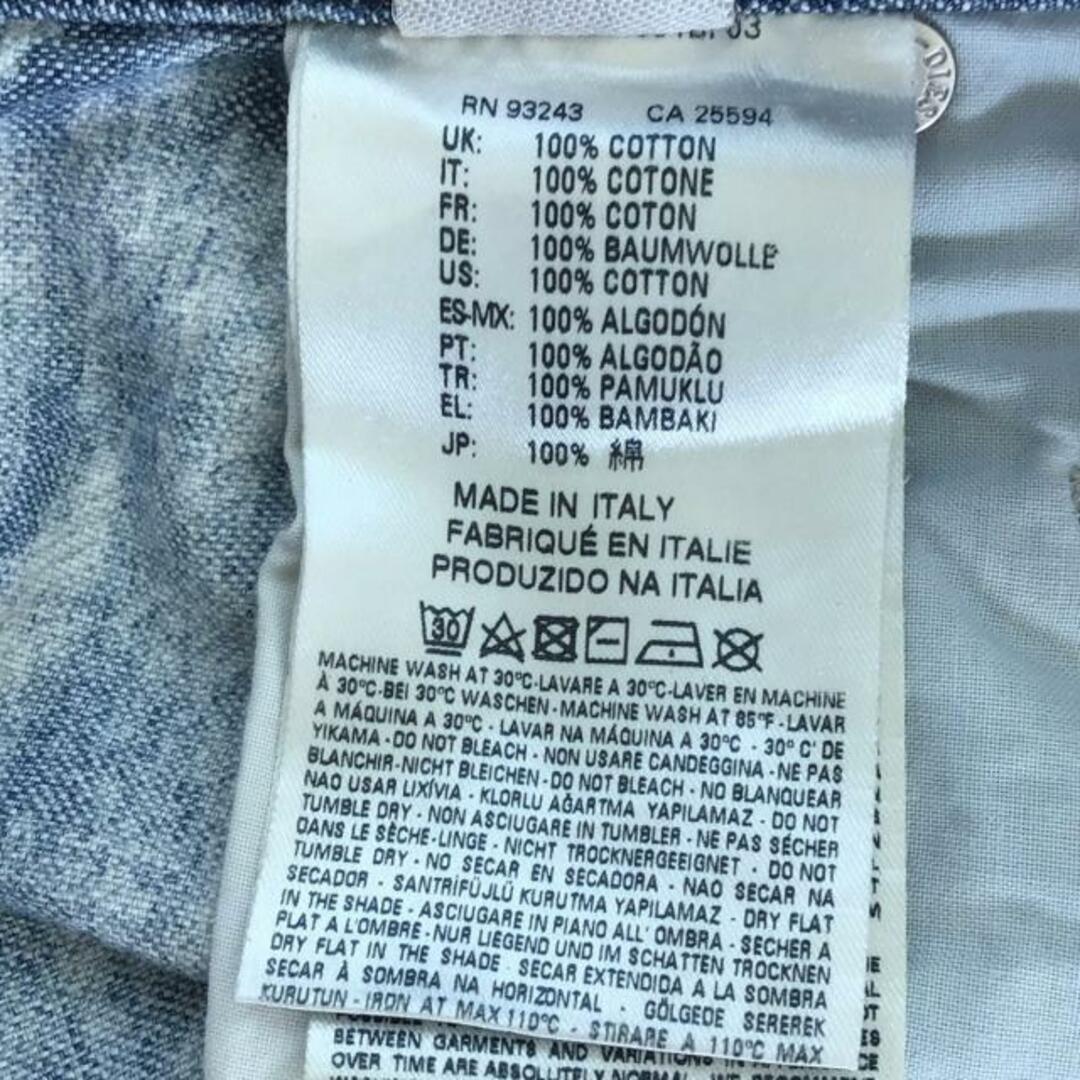 03
DIES
RN 93243 CA 25594
UK: 100% COTTON
IT: 100% COTONE
FR: 100% COTON
DE: 100% BAUMWOLLE
US: 100% COTTON
ES-MX: 100% ALGODÓN
PT: 100% ALGODÃO
TR: 100% PAMUKLU
EL: 100% BAMBAKI
JP: 100% 綿
MADE IN ITALY
FABRIQUÉ EN ITALIE
PRODUZIDO NA ITALIA
30
MACHINE WASH AT 30°C-LAVARE A 30°C-LAVER EN MACHINE
À 30°C-BEI 30°C WASCHEN-MACHINE WASH AT 85°F-LAVAR
A MÁQUINA A 30°C - LAVAR NA MÁQUINA A 30°C - 30° C' DE
YIKAMA-DO NOT BLEACH - NON USARE CANDEGGINA -NE PAS
BLANCHIR-NICHT BLEICHEN-DO NOT BLEACH - NO BLANQUEAR
NAO USAR LIXÍVIA - KLORLU AĞARTMA YAPILAMAZ - DO NOT
TUMBLE DRY - NON ASCIUGARE IN TUMBLER - NE PAS SÉCHER
DANS LE SÈCHE-LINGE - NICHT TROCKNERGEEIGNET - DO NOT
TUMBLE DRY - NO SECAR EN SECADORA - NAO SECAR NA
SECADOR - SANTRİFÜJLÜ KURUTMA YAPILAMAZ - DRY FLAT
IN THE SHADE - ASCIUGARE IN PIANO ALL' OMBRA - SECHER A
PLAT A L'OMBRE-NUR LIEGEND UND IM SCHATTEN TROCKNEN
DRY FLAT IN THE SHADE - SECAR EXTENDIDA A LA SOMBRA
SECAR À SOMBRA NA HORIZONTAL - GÖLGEDE SEREREK
KURUTUN - IRON AT MAX 110°C - STIRARE A 110°C MAX
BETWEEN GARMENTS AND VARIATIONS
OVER TIME ARE ABSOLUTELY NORMAL. WE RECOMMEND